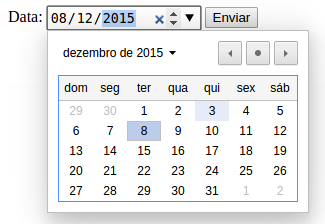 Data: 08/12/2015 Enviar
dezembro de 2015
dom seg ter qua qui sex sáb
29 30 1 2 3 4 5
6 7 8 9 10 11 12
13 14 15 16 17 18 19
20 21 22 23 24 25 26
27 28 29 30 31 1 2